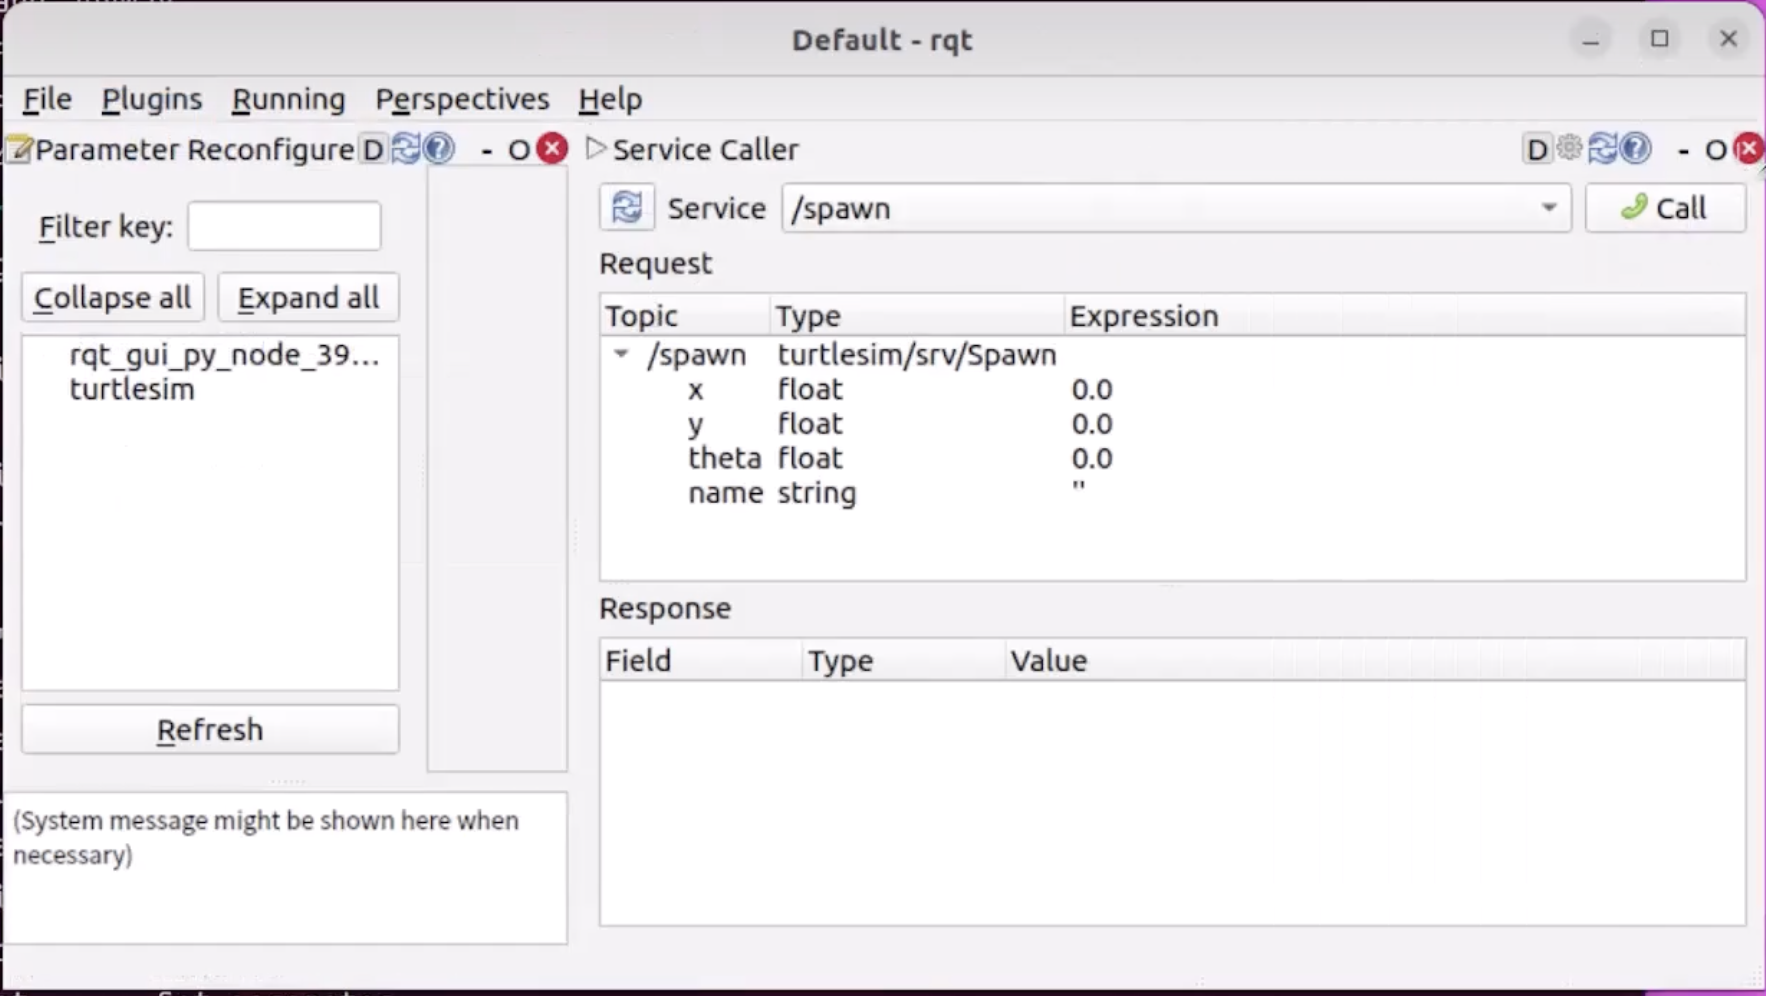 Default - rqt
File Plugins Running Perspectives Help
Parameter Reconfigure D - O
Filter key:
Collapse all Expand all
rqt_gui_py_node_39...
turtlesim
Refresh
(System message might be shown here when
necessary)
Service Caller D - O
Service /spawn Call
Request
Topic Type Expression
/spawn turtlesim/srv/Spawn
x float 0.0
y float 0.0
theta float 0.0
name string ''
Response
Field Type Value